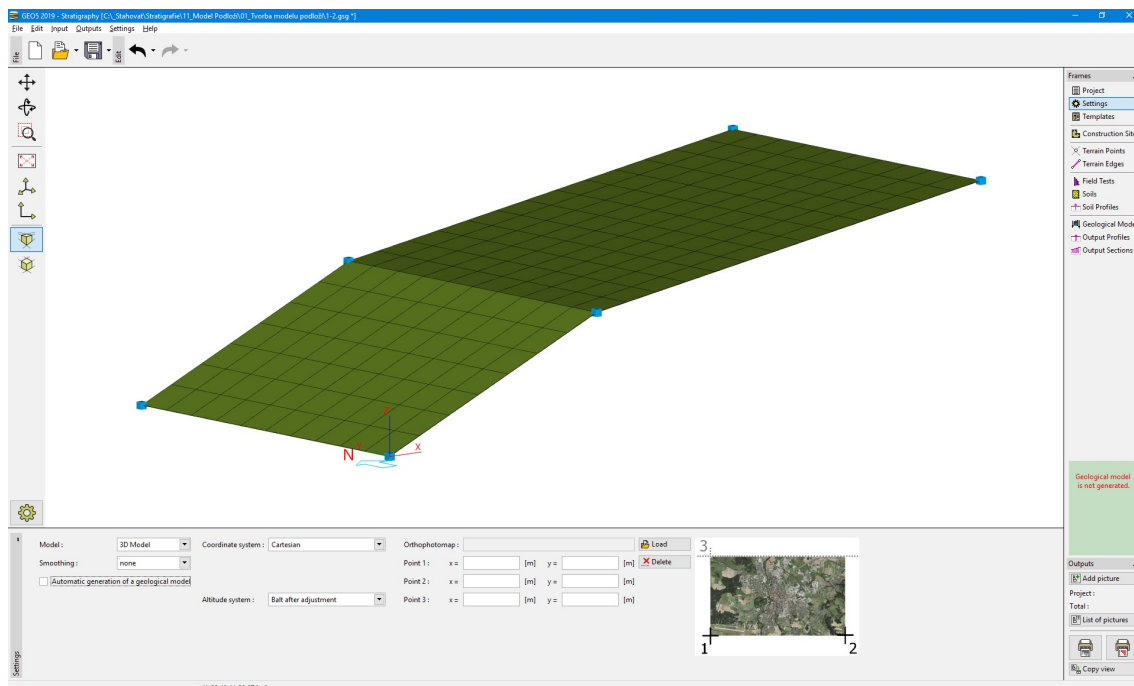 GEO5 2019 - Stratigraphy [C:\_Stahovat\Stratigrafie\11_Model Podloží\01_Tvorba modelu podloží\1-2.gsg *]
File Edit Input Outputs Settings Help
File
Edit
Frames
Project
Settings
Templates
Construction Site
Terrain Points
Terrain Edges
Field Tests
Soils
Soil Profiles
Geological Mode
Output Profiles
Output Sections
Z
N
Y
X
Geological model
is not generated.
Model : 3D Model Coordinate system : Cartesian Orthophotomap : Load
Smoothing : none Point 1 : x = [m] y = [m] Delete
Automatic generation of a geological model Point 2 : x = [m] y = [m]
Altitude system : Balt after adjustment Point 3 : x = [m] y = [m]
3
1 2
Settings
Outputs
Add picture
Project :
Total :
List of pictures
Copy view